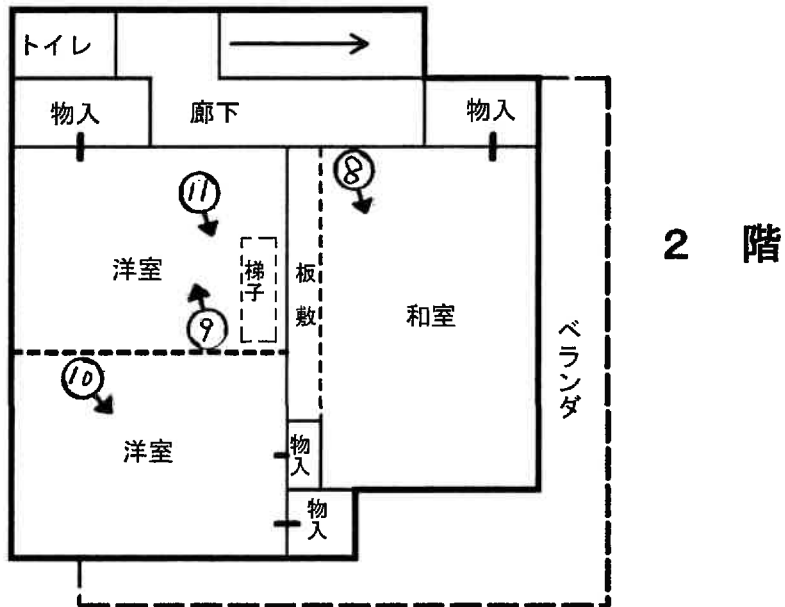 トイレ
物入
廊下
物入
⑧
⑪
洋室
梯子
板敷
和室
2 階
⑨
ベランダ
⑩
洋室
物入
物入